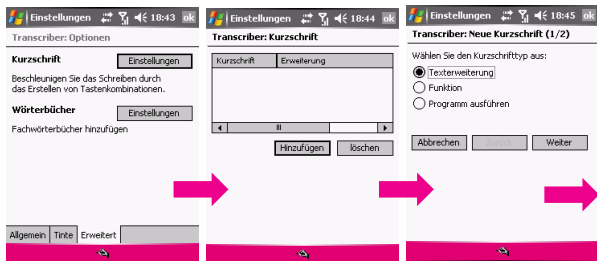 Einstellungen 18:43 ok
Transcriber: Optionen
Kurzschrift Einstellungen
Beschleunigen Sie das Schreiben durch
das Erstellen von Tastenkombinationen.
Wörterbücher Einstellungen
Fachwörterbücher hinzufügen
Allgemein Tinte Erweitert
Einstellungen 18:44 ok
Transcriber: Kurzschrift
Kurzschrift Erweiterung
Hinzufügen löschen
Einstellungen 18:45 ok
Transcriber: Neue Kurzschrift (1/2)
Wählen Sie den Kurzschrifttyp aus:
Texterweiterung
Funktion
Programm ausführen
Abbrechen Zurück Weiter